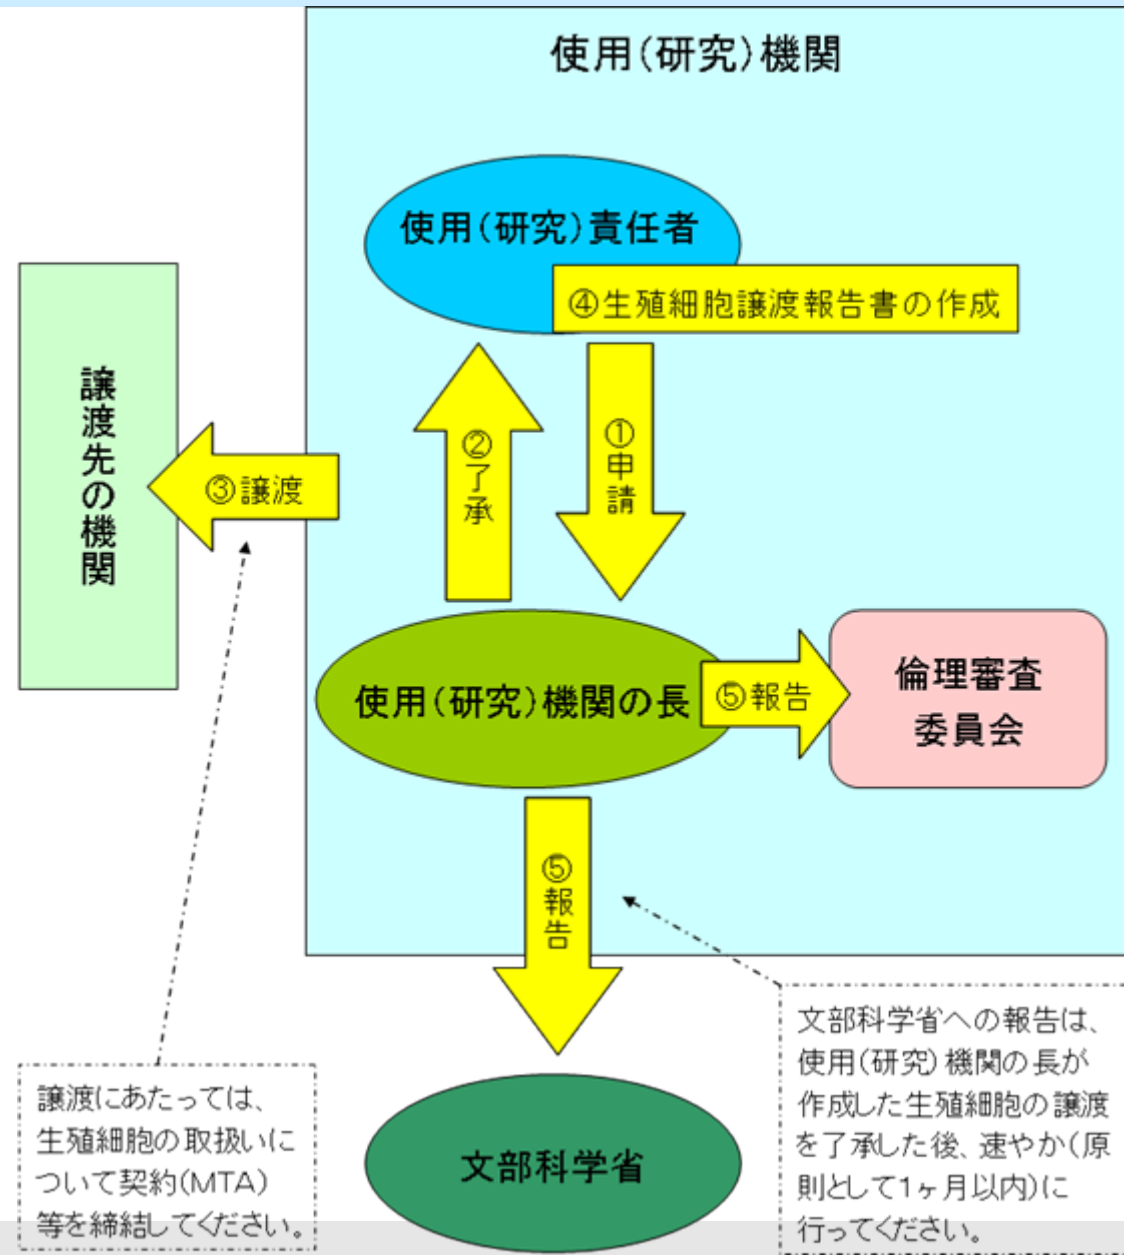 使用(研究)機関
使用(研究)責任者
④生殖細胞譲渡報告書の作成
譲渡先の機関
③譲渡
②了承
①申請
使用(研究)機関の長
⑤報告
倫理審査
委員会
⑤報告
文部科学省
譲渡にあたっては、
生殖細胞の取扱いに
ついて契約(MTA)
等を締結してください。
文部科学省への報告は、
使用(研究)機関の長が
作成した生殖細胞の譲渡
を了承した後、速やか(原
則として1ヶ月以内)に
行ってください。